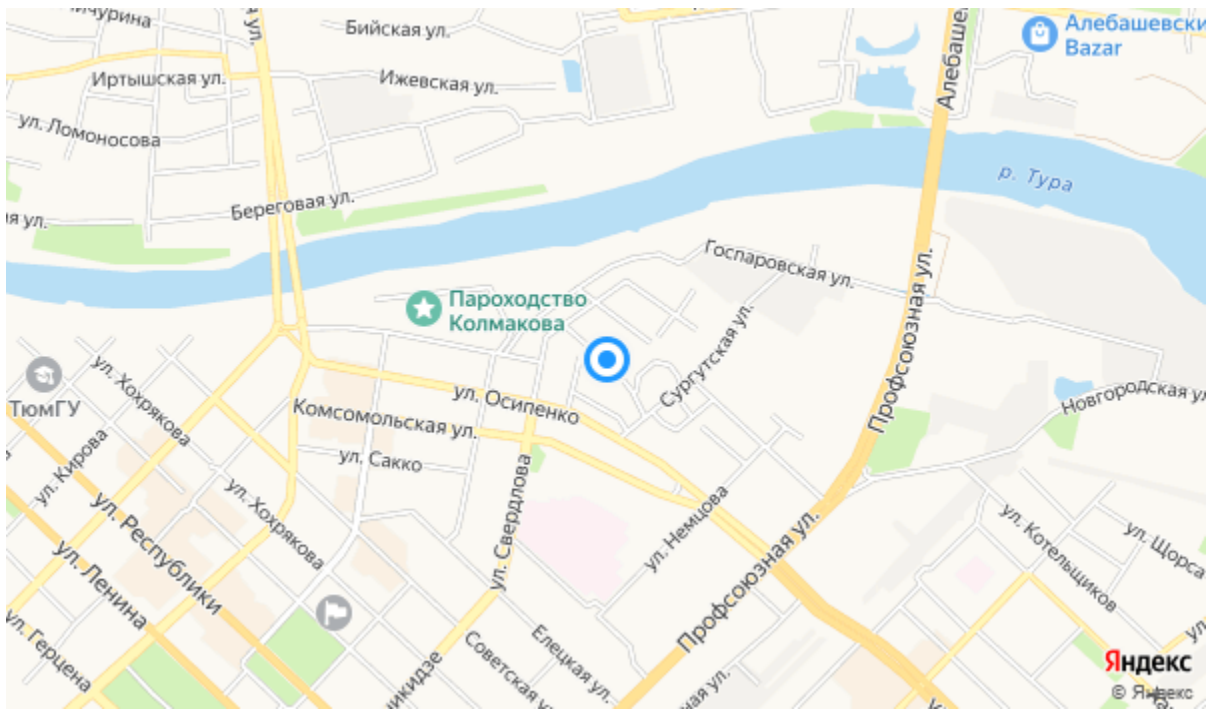 Бийская ул.
Алебашевски
Bazar
Иртышская ул.
Ижевская ул.
ул. Ломоносова
р. Тура
Береговая ул.
ул.
Госпаровская ул.
Профсоюзная ул.
Пароходство
Колмакова
Сургутская ул.
ТюмГУ
ул. Хохрякова
ул. Осипенко
Новгородская ул
Комсомольская ул.
ул. Кирова
ул. Сакко
ул. Хохрякова
ул. Свердлова
ул. Немцова
ул. Республики
ул. Ленина
Профсоюзная ул.
ул. Котельщиков
ул. Щорса
ул. Герцена
Елецкая ул.
Советская ул
Яндекс
© Яндекс